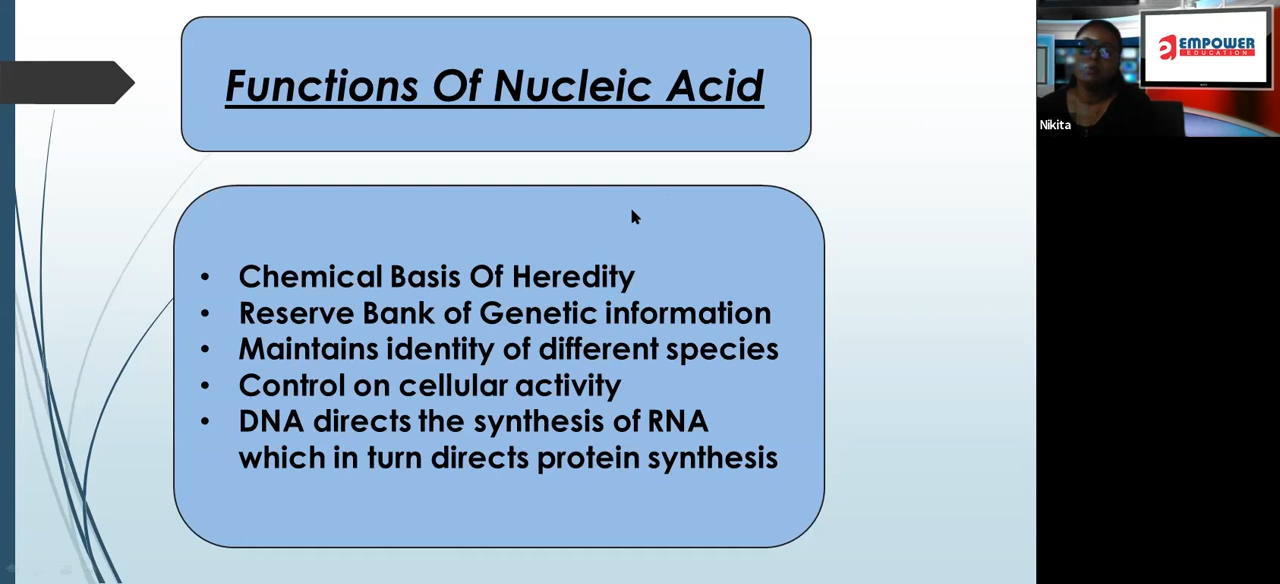 Functions Of Nucleic Acid
• Chemical Basis Of Heredity
• Reserve Bank of Genetic information
• Maintains identity of different species
• Control on cellular activity
• DNA directs the synthesis of RNA
which in turn directs protein synthesis
EMPOWER
EDUCATION
Nikita